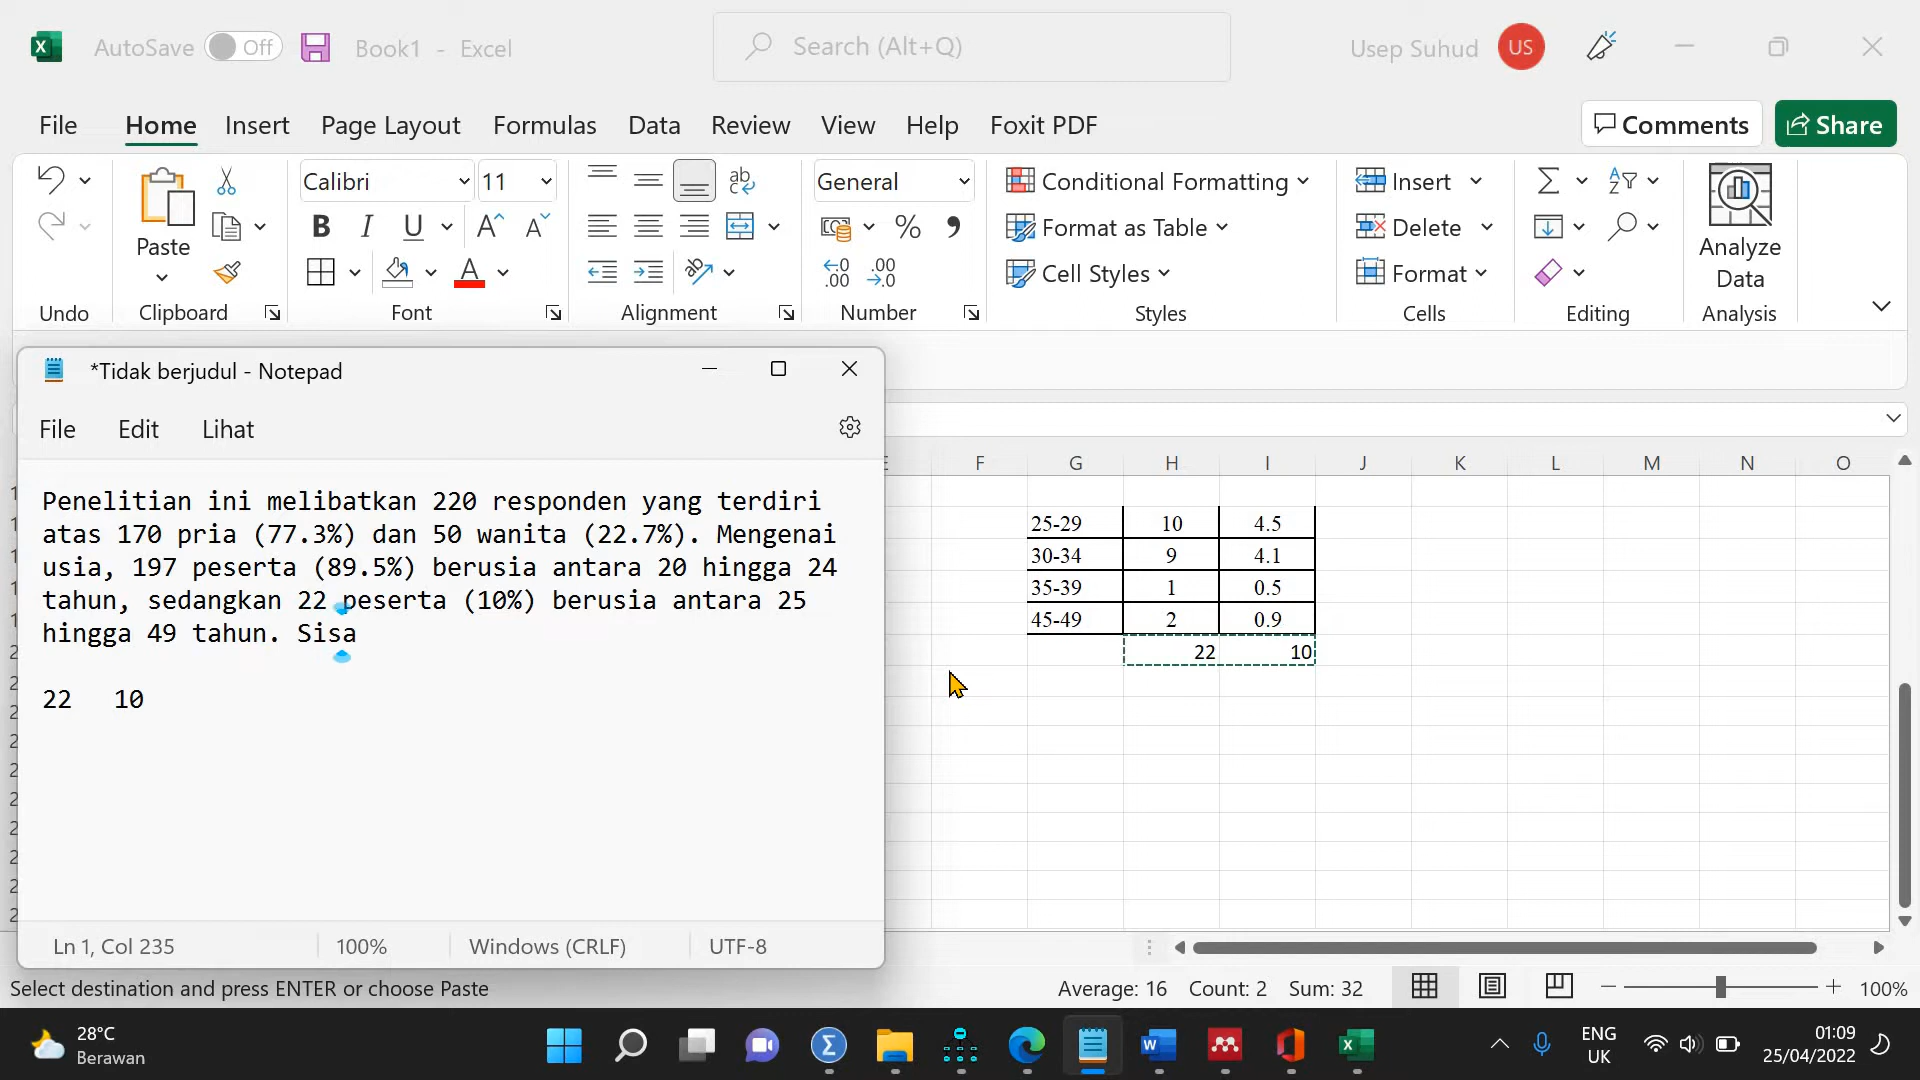 AutoSave Off Book1 - Excel Search (Alt+Q) Usep Suhud US
File Home Insert Page Layout Formulas Data Review View Help Foxit PDF Comments Share
Calibri 11 General Conditional Formatting Insert
Paste Format as Table Delete Analyze Data
Cell Styles Format
Undo Clipboard Font Alignment Number Styles Cells Editing Analysis
*Tidak berjudul - Notepad
File Edit Lihat
Penelitian ini melibatkan 220 responden yang terdiri
atas 170 pria (77.3%) dan 50 wanita (22.7%). Mengenai
usia, 197 peserta (89.5%) berusia antara 20 hingga 24
tahun, sedangkan 22 peserta (10%) berusia antara 25
hingga 49 tahun. Sisa
22 10
Ln 1, Col 235 100% Windows (CRLF) UTF-8
F G H I J K L M N O
25-29 10 4.5
30-34 9 4.1
35-39 1 0.5
45-49 2 0.9
22 10
Select destination and press ENTER or choose Paste Average: 16 Count: 2 Sum: 32 100%
28°C
Berawan
ENG
UK
01:09
25/04/2022